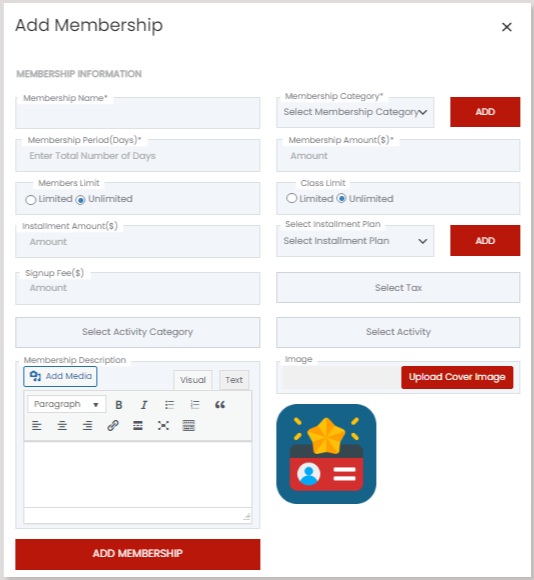 Add Membership
MEMBERSHIP INFORMATION
Membership Name*
Membership Category*
Select Membership Category
ADD
Membership Period(Days)*
Enter Total Number of Days
Membership Amount($)*
Amount
Members Limit
Limited Unlimited
Class Limit
Limited Unlimited
Installment Amount($)
Amount
Select Installment Plan
Select Installment Plan
ADD
Signup Fee($)
Amount
Select Tax
Select Activity Category
Select Activity
Membership Description
Add Media
Visual Text
Paragraph
Image
Upload Cover Image
ADD MEMBERSHIP